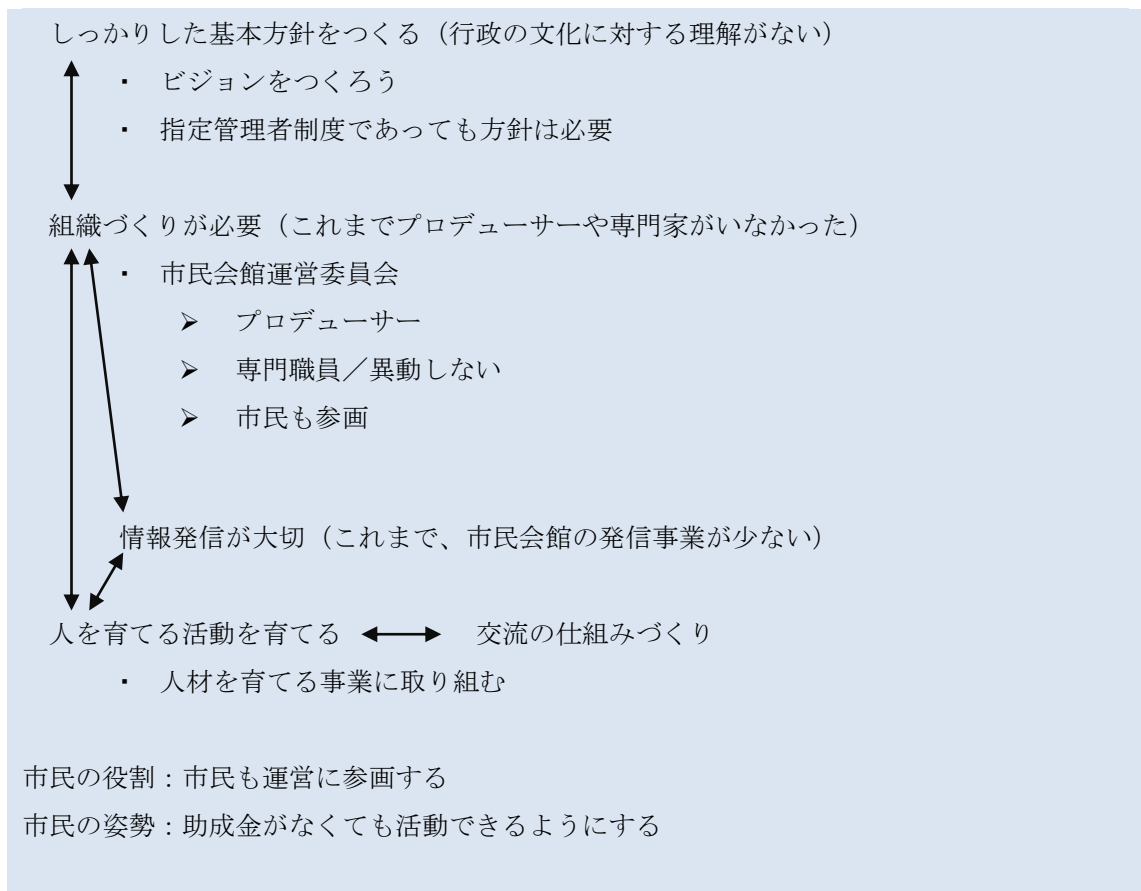 しっかりした基本方針をつくる（行政の文化に対する理解がない）
・ ビジョンをつくろう
・ 指定管理者制度であっても方針は必要
組織づくりが必要（これまでプロデューサーや専門家がいなかった）
・ 市民会館運営委員会
➢ プロデューサー
➢ 専門職員／異動しない
➢ 市民も参画
情報発信が大切（これまで、市民会館の発信事業が少ない）
人を育てる活動を育てる ⟷ 交流の仕組みづくり
・ 人材を育てる事業に取り組む
市民の役割：市民も運営に参画する
市民の姿勢：助成金がなくても活動できるようにする